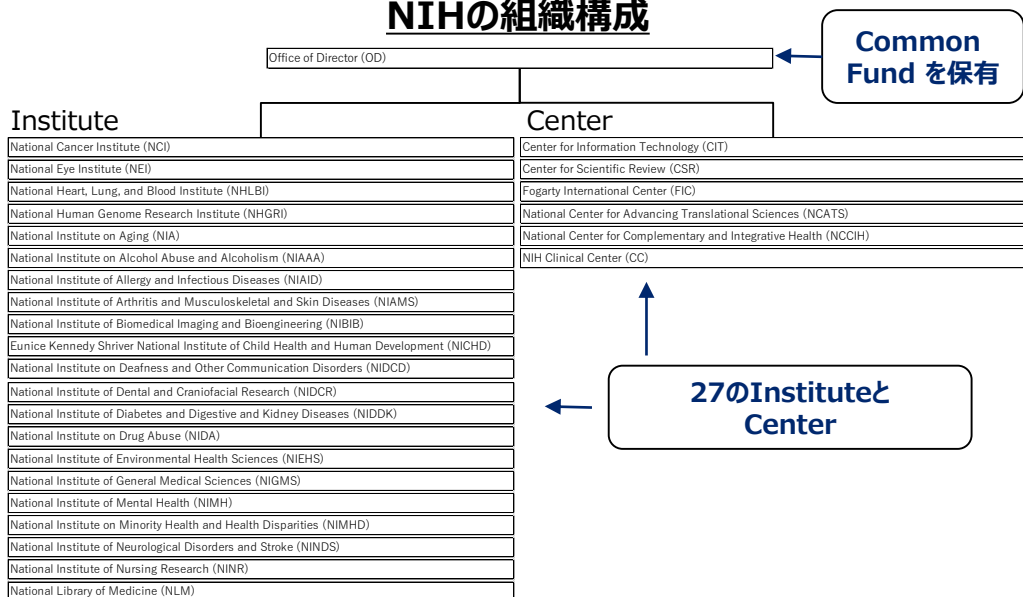 NIHの組織構成
Office of Director (OD)
Common
Fund を保有
Institute
National Cancer Institute (NCI)
National Eye Institute (NEI)
National Heart, Lung, and Blood Institute (NHLBI)
National Human Genome Research Institute (NHGRI)
National Institute on Aging (NIA)
National Institute on Alcohol Abuse and Alcoholism (NIAAA)
National Institute of Allergy and Infectious Diseases (NIAID)
National Institute of Arthritis and Musculoskeletal and Skin Diseases (NIAMS)
National Institute of Biomedical Imaging and Bioengineering (NIBIB)
Eunice Kennedy Shriver National Institute of Child Health and Human Development (NICHD)
National Institute on Deafness and Other Communication Disorders (NIDCD)
National Institute of Dental and Craniofacial Research (NIDCR)
National Institute of Diabetes and Digestive and Kidney Diseases (NIDDK)
National Institute on Drug Abuse (NIDA)
National Institute of Environmental Health Sciences (NIEHS)
National Institute of General Medical Sciences (NIGMS)
National Institute of Mental Health (NIMH)
National Institute on Minority Health and Health Disparities (NIMHD)
National Institute of Neurological Disorders and Stroke (NINDS)
National Institute of Nursing Research (NINR)
National Library of Medicine (NLM)
Center
Center for Information Technology (CIT)
Center for Scientific Review (CSR)
Fogarty International Center (FIC)
National Center for Advancing Translational Sciences (NCATS)
National Center for Complementary and Integrative Health (NCCIH)
NIH Clinical Center (CC)
27のInstituteと
Center